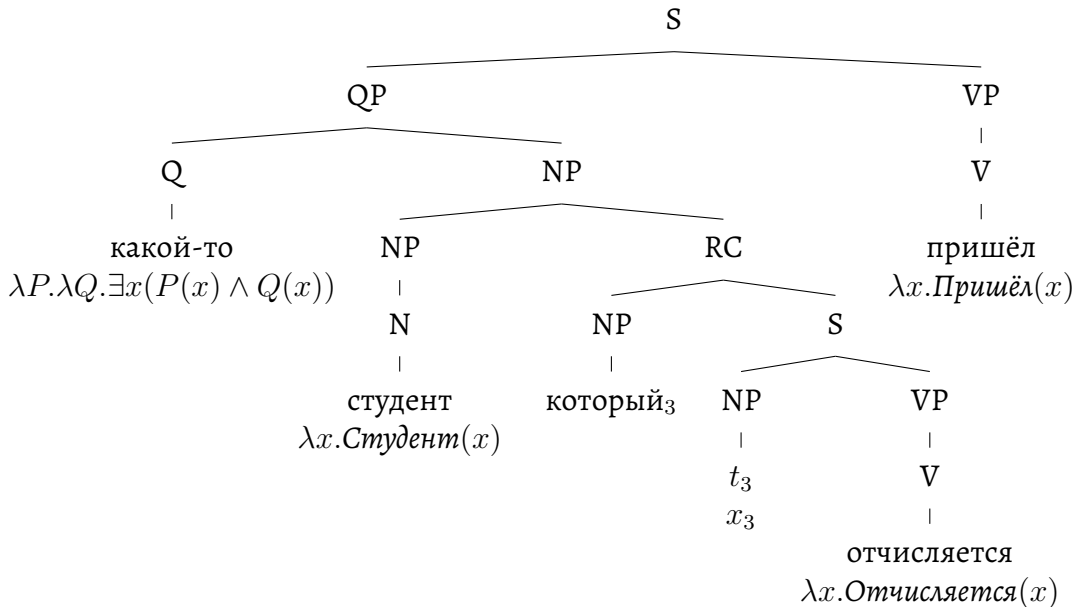 S
QP VP
Q NP V
какой-то NP RC пришёл
λP.λQ.∃x(P(x) ∧ Q(x)) λx.Пришёл(x)
N NP S
студент который₃ NP VP
λx.Студент(x)
t₃ V
x₃
отчисляется
λx.Отчисляется(x)